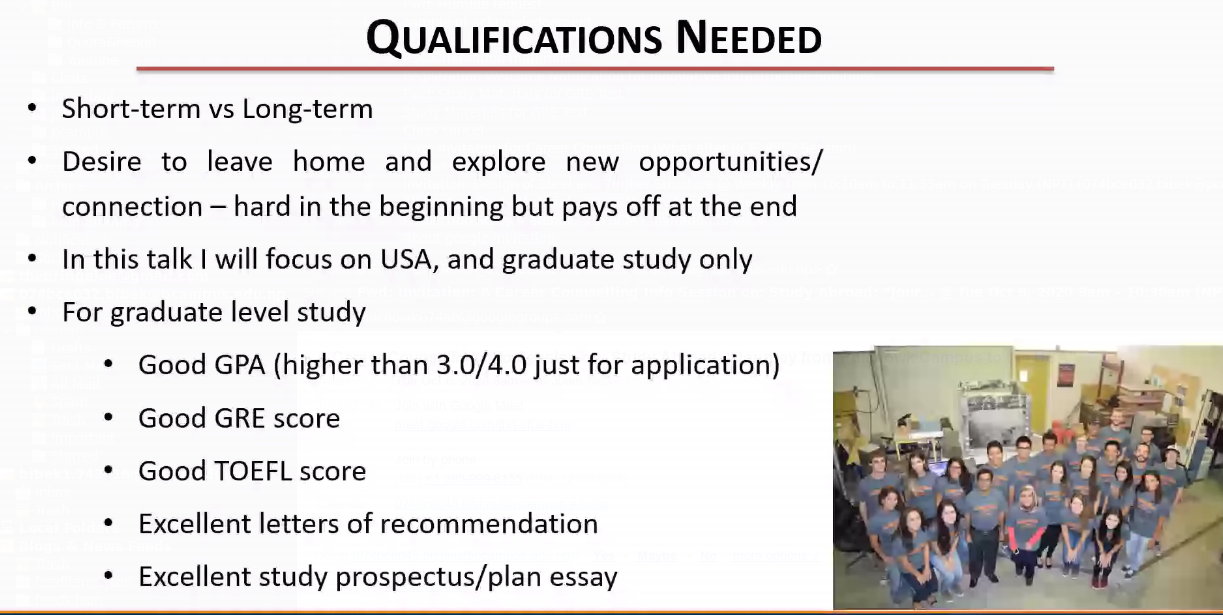 QUALIFICATIONS NEEDED
• Short-term vs Long-term
• Desire to leave home and explore new opportunities/
connection – hard in the beginning but pays off at the end
• In this talk I will focus on USA, and graduate study only
• For graduate level study
• Good GPA (higher than 3.0/4.0 just for application)
• Good GRE score
• Good TOEFL score
• Excellent letters of recommendation
• Excellent study prospectus/plan essay